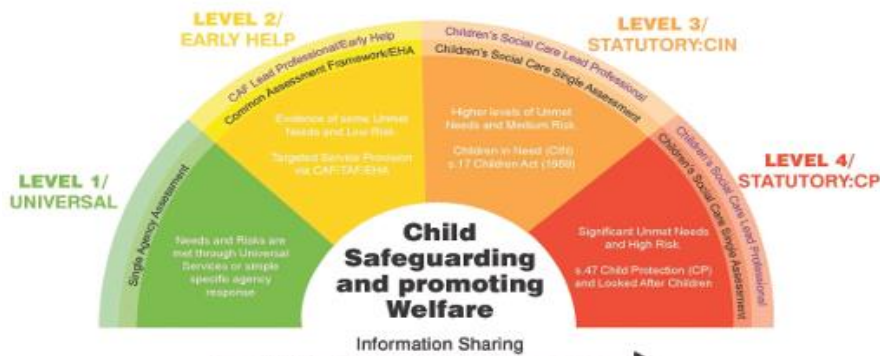 LEVEL 1/
UNIVERSAL
Single Agency Assessment
Needs and Risks are
met through Universal
Services or simple
specific agency
response
LEVEL 2/
EARLY HELP
CAF Lead Professional/Early Help
Common Assessment Framework/EHA
Evidence of some Unmet
Needs and Low Risk.
Targeted Service Provision
via CAF/TAF/EHA
LEVEL 3/
STATUTORY:CIN
Children's Social Care Lead Professional
Children's Social Care Single Assessment
Higher levels of Unmet
Needs and Medium Risk.
Children in Need (CIN)
s.17 Children Act (1989)
LEVEL 4/
STATUTORY:CP
Children's Social Care Lead Professional
Children's Social Care Single Assessment
Significant Unmet Needs
and High Risk.
s.47 Child Protection (CP)
and Looked After Children
Child
Safeguarding
and promoting
Welfare
Information Sharing